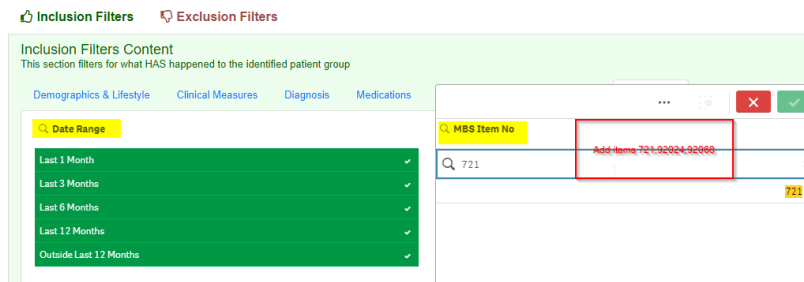 Inclusion Filters
Exclusion Filters
Inclusion Filters Content
This section filters for what HAS happened to the identified patient group
Demographics & Lifestyle
Clinical Measures
Diagnosis
Medications
Date Range
Last 1 Month
Last 3 Months
Last 6 Months
Last 12 Months
Outside Last 12 Months
MBS Item No
Add items 721,92024,92068
721
721